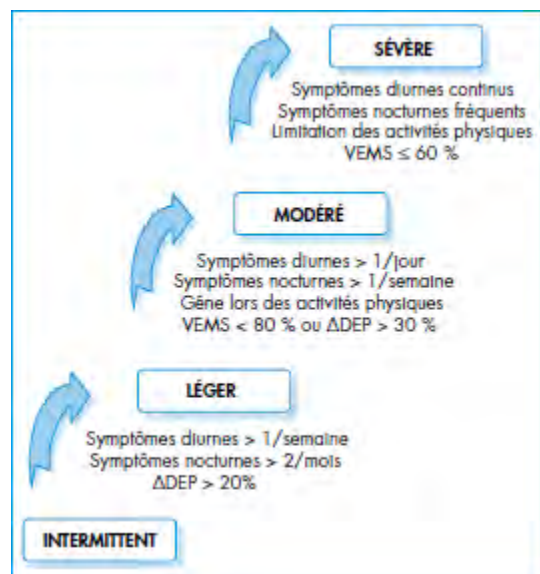 SÉVÈRE
Symptômes diurnes continus
Symptômes nocturnes fréquents
Limitation des activités physiques
VEMS ≤ 60 %
MODÉRÉ
Symptômes diurnes > 1/jour
Symptômes nocturnes > 1/semaine
Gêne lors des activités physiques
VEMS < 80 % ou ΔDEP > 30 %
LÉGER
Symptômes diurnes > 1/semaine
Symptômes nocturnes > 2/mois
ΔDEP > 20%
INTERMITTENT